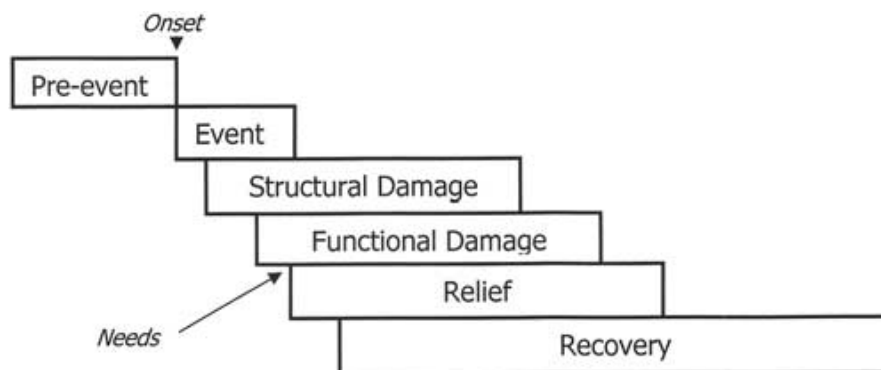 Onset
Pre-event
Event
Structural Damage
Functional Damage
Relief
Needs
Recovery